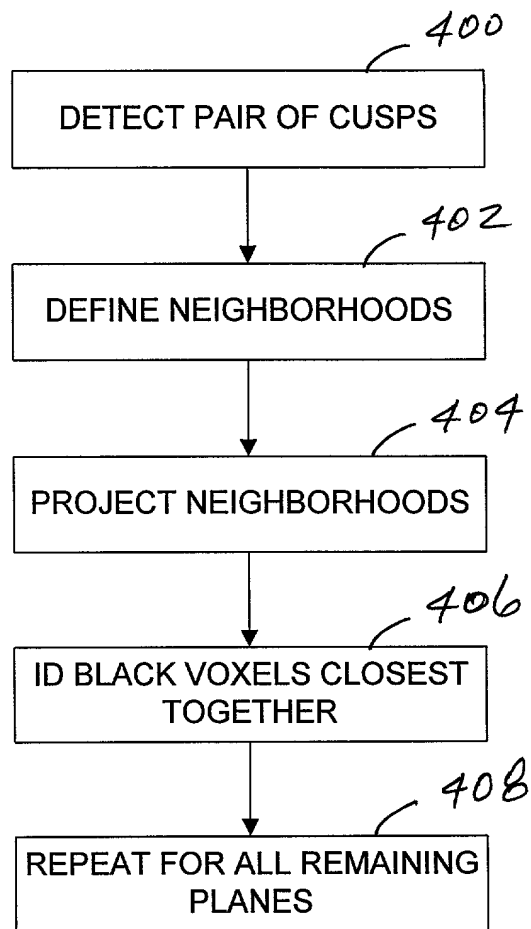 400
DETECT PAIR OF CUSPS
402
DEFINE NEIGHBORHOODS
404
PROJECT NEIGHBORHOODS
406
ID BLACK VOXELS CLOSEST
TOGETHER
408
REPEAT FOR ALL REMAINING
PLANES